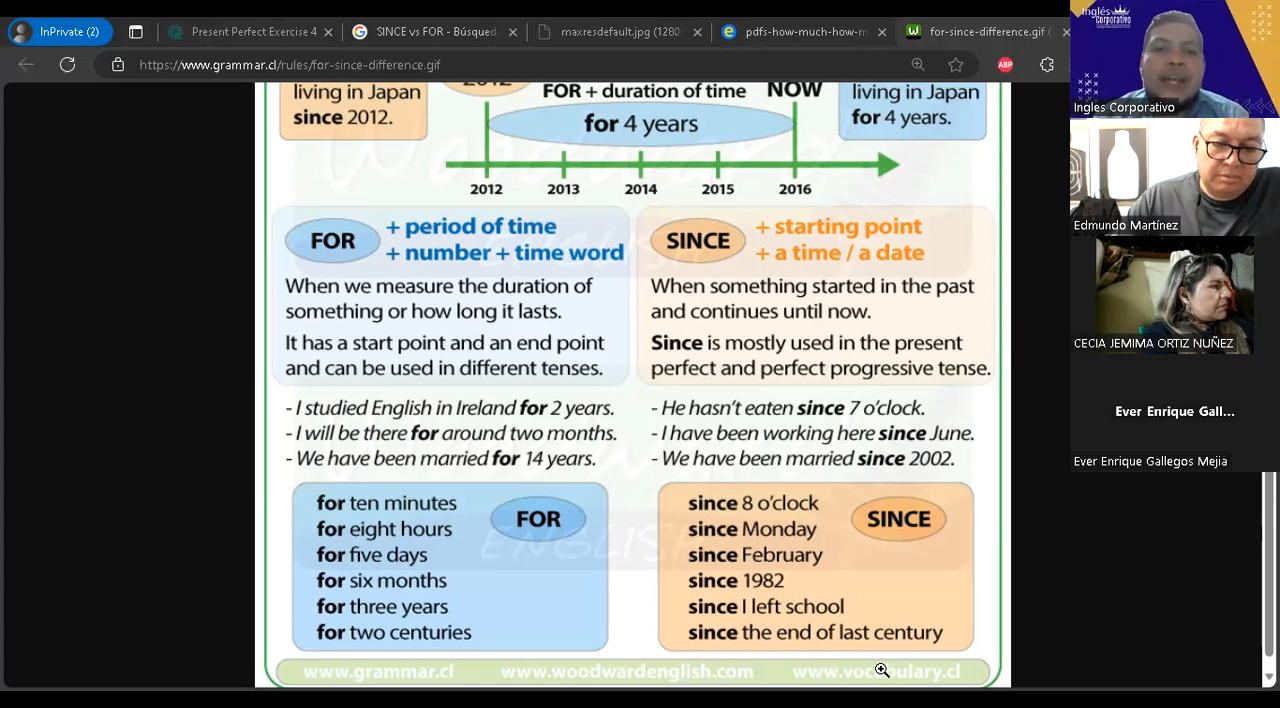 InPrivate (2)
Present Perfect Exercise 4
SINCE vs FOR - Búsqued
maxresdefault.jpg (1280×
pdfs-how-much-how-m
for-since-difference.gif (
https://www.grammar.cl/rules/for-since-difference.gif
ABP
Inglés
Corporativo
Ingles Corporativo
Edmundo Martínez
CECIA JEMIMA ORTIZ NUÑEZ
Ever Enrique Gall...
Ever Enrique Gallegos Mejia
living in Japan
since 2012.
2012
FOR + duration of time
NOW
for 4 years
living in Japan
for 4 years.
2012 2013 2014 2015 2016
FOR
+ period of time
+ number + time word
When we measure the duration of
something or how long it lasts.
It has a start point and an end point
and can be used in different tenses.
- I studied English in Ireland for 2 years.
- I will be there for around two months.
- We have been married for 14 years.
for ten minutes
for eight hours
for five days
for six months
for three years
for two centuries
FOR
SINCE
+ starting point
+ a time / a date
When something started in the past
and continues until now.
Since is mostly used in the present
perfect and perfect progressive tense.
- He hasn't eaten since 7 o'clock.
- I have been working here since June.
- We have been married since 2002.
since 8 o'clock
since Monday
since February
since 1982
since I left school
since the end of last century
SINCE
www.grammar.cl www.woodwardenglish.com www.vocabulary.cl